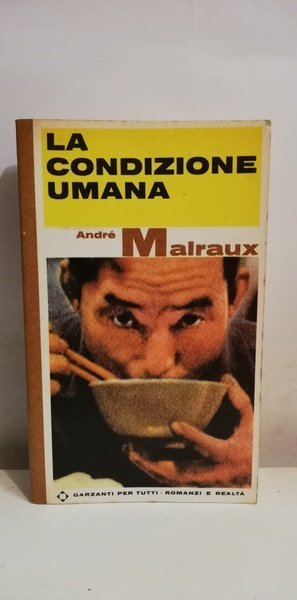 LA
CONDIZIONE
UMANA
André Malraux
GARZANTI PER TUTTI · ROMANZI E REALTÀ